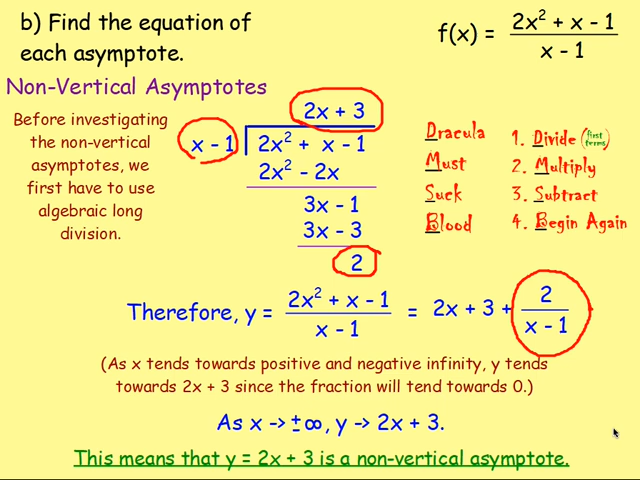 b) Find the equation of
each asymptote.
f(x) = 2x² + x - 1
x - 1
Non-Vertical Asymptotes
Before investigating
the non-vertical
asymptotes, we
first have to use
algebraic long
division.
2x + 3
x - 1 2x² + x - 1
2x² - 2x
3x - 1
3x - 3
2
Dracula
Must
Suck
Blood
1. Divide (first terms)
2. Multiply
3. Subtract
4. Begin Again
Therefore, y = 2x² + x - 1 / x - 1 = 2x + 3 + 2 / x - 1
(As x tends towards positive and negative infinity, y tends
towards 2x + 3 since the fraction will tend towards 0.)
As x -> ±∞, y -> 2x + 3.
This means that y = 2x + 3 is a non-vertical asymptote.